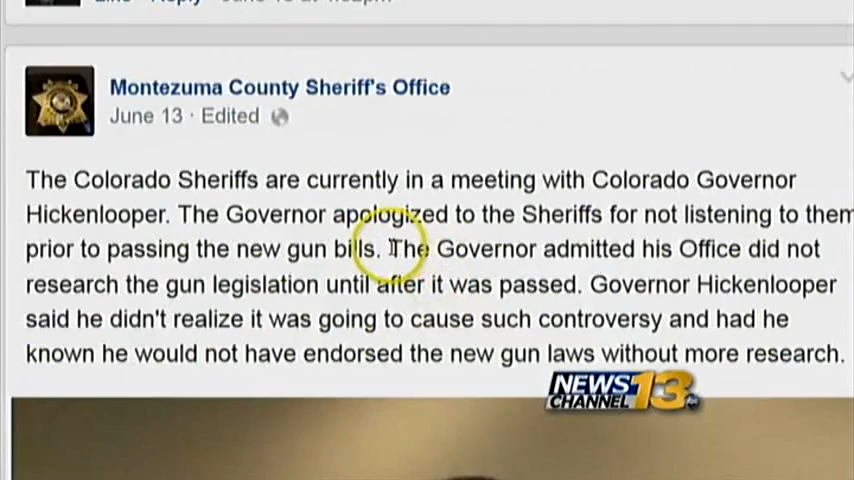 Montezuma County Sheriff's Office
June 13 · Edited
The Colorado Sheriffs are currently in a meeting with Colorado Governor
Hickenlooper. The Governor apologized to the Sheriffs for not listening to them
prior to passing the new gun bills. The Governor admitted his Office did not
research the gun legislation until after it was passed. Governor Hickenlooper
said he didn't realize it was going to cause such controversy and had he
known he would not have endorsed the new gun laws without more research.
NEWS
CHANNEL 13